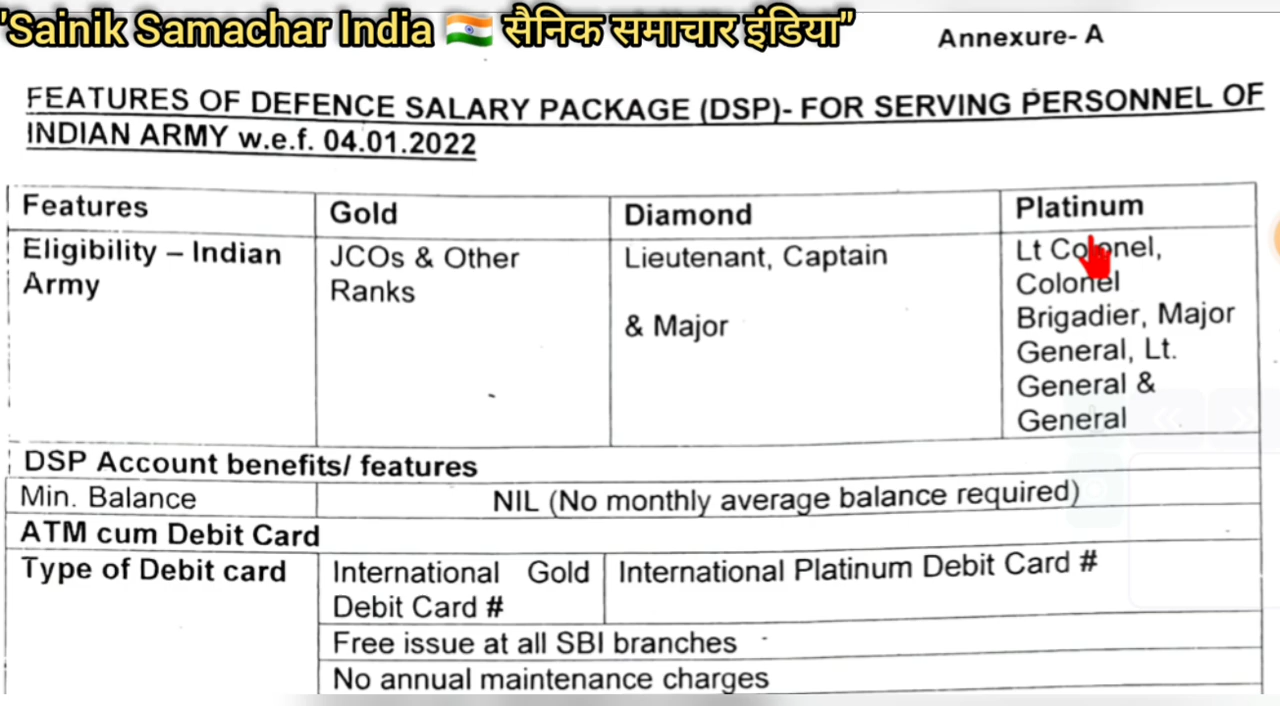 "Sainik Samachar India 🇮🇳 सैनिक समाचार इंडिया"
Annexure- A
FEATURES OF DEFENCE SALARY PACKAGE (DSP)- FOR SERVING PERSONNEL OF
INDIAN ARMY w.e.f. 04.01.2022
Features Gold Diamond Platinum
Eligibility – Indian JCOs & Other Lieutenant, Captain Lt Colonel,
Army Ranks Colonel
& Major Brigadier, Major
General, Lt.
General &
General
DSP Account benefits/ features
Min. Balance NIL (No monthly average balance required)
ATM cum Debit Card
Type of Debit card International Gold International Platinum Debit Card #
Debit Card #
Free issue at all SBI branches
No annual maintenance charges